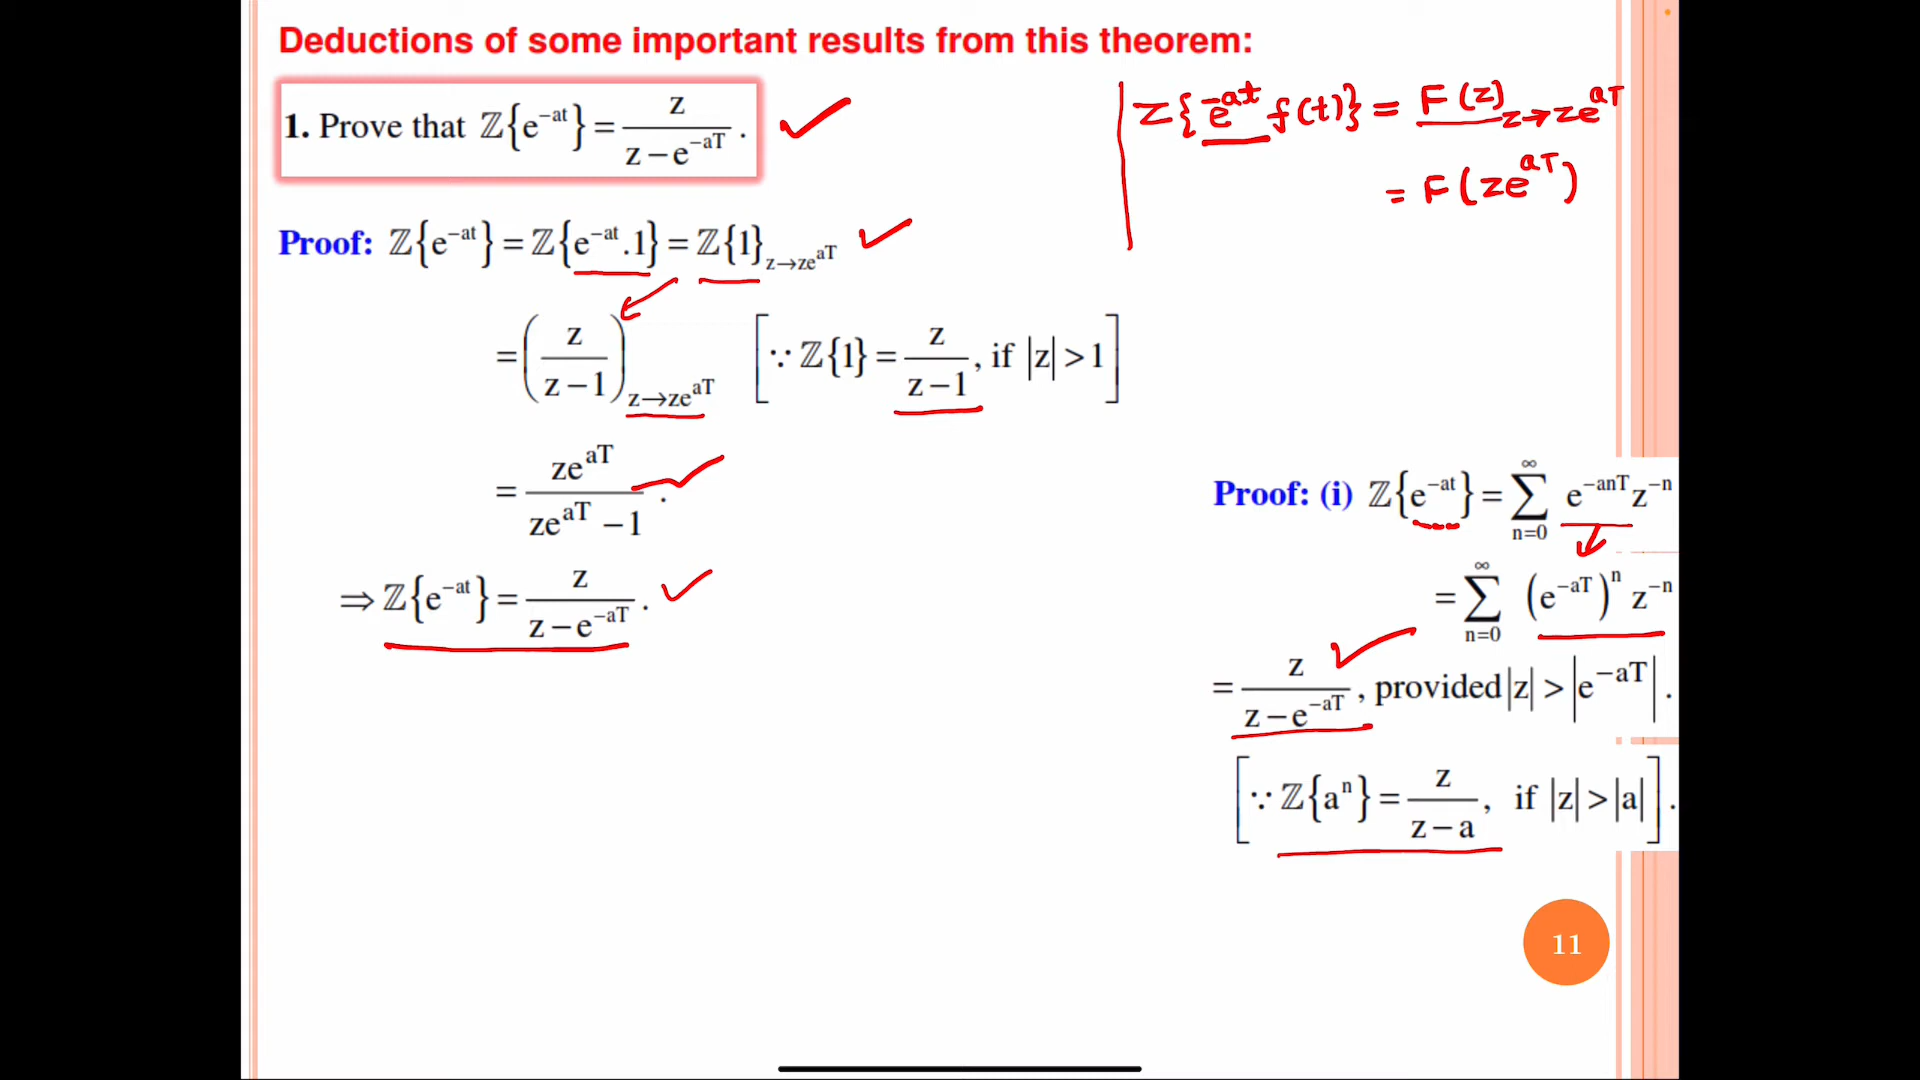 Deductions of some important results from this theorem:
1. Prove that ℤ{e^{-at}} = z/(z − e^{-aT}).
Z{e^{-at} f(t)} = F(z)_{z→ze^{aT}}
= F(ze^{aT})
Proof: ℤ{e^{-at}} = ℤ{e^{-at}.1} = ℤ{1}_{z→ze^{aT}}
= (z/(z−1))_{z→ze^{aT}} [∵ ℤ{1} = z/(z−1), if |z| > 1]
= ze^{aT}/(ze^{aT} − 1).
⇒ ℤ{e^{-at}} = z/(z − e^{-aT}).
Proof: (i) ℤ{e^{-at}} = ∑_{n=0}^{∞} e^{-anT} z^{-n}
= ∑_{n=0}^{∞} (e^{-aT})^n z^{-n}
= z/(z − e^{-aT}), provided |z| > |e^{-aT}|.
[∵ ℤ{a^n} = z/(z − a), if |z| > |a|].
11